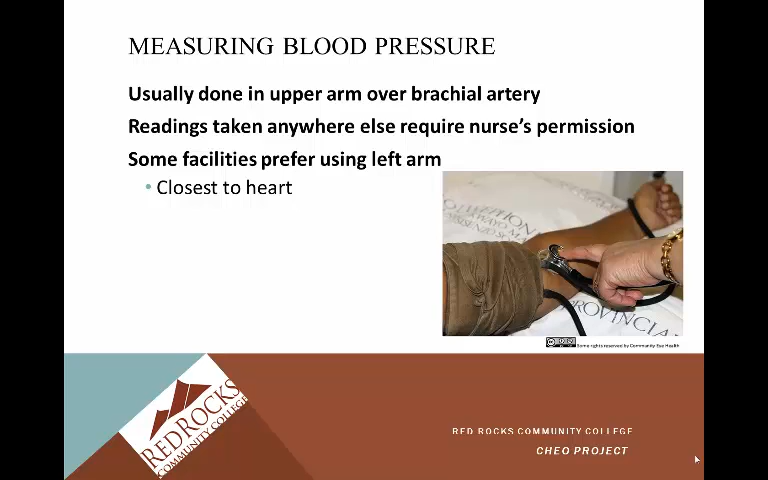 MEASURING BLOOD PRESSURE
Usually done in upper arm over brachial artery
Readings taken anywhere else require nurse's permission
Some facilities prefer using left arm
• Closest to heart
PROVINCIAL
Some rights reserved by Community Eye Health
RED ROCKS
COMMUNITY COLLEGE
RED ROCKS COMMUNITY COLLEGE
CHEO PROJECT